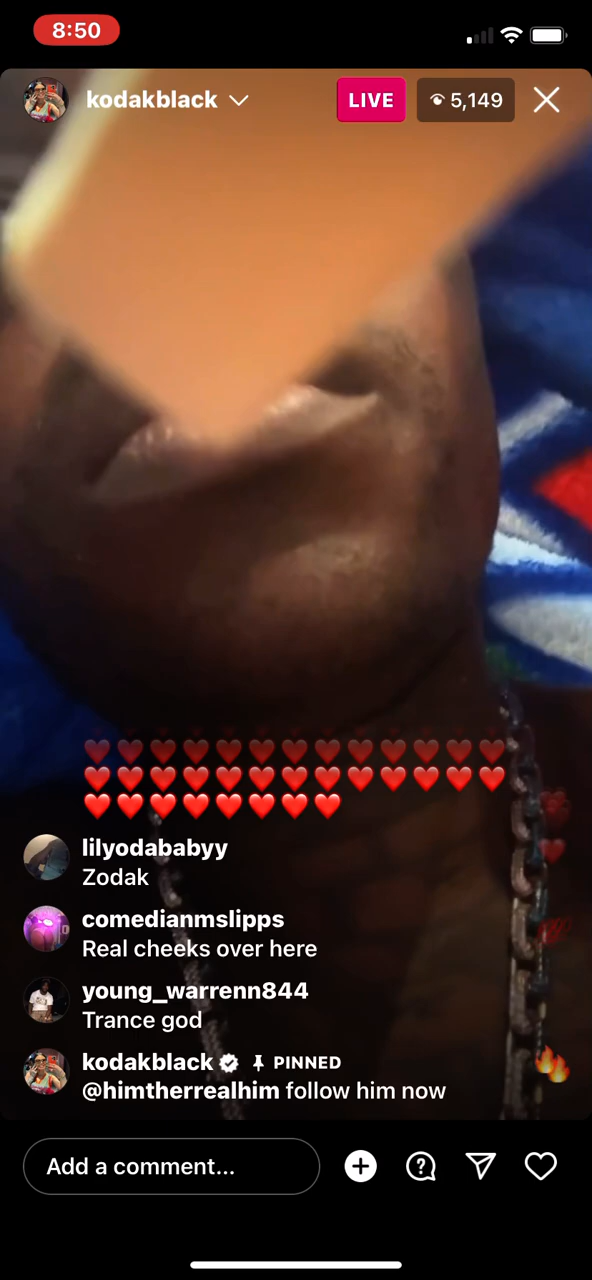 8:50
kodakblack
LIVE
5,149
❤️❤️❤️❤️❤️❤️❤️❤️❤️❤️❤️❤️❤️
❤️❤️❤️❤️❤️❤️❤️❤️❤️❤️❤️❤️❤️
❤️❤️❤️❤️❤️❤️❤️❤️
lilyodababyy
Zodak
comedianmslipps
Real cheeks over here
young_warrenn844
Trance god
kodakblack PINNED
@himtherrealhim follow him now
Add a comment...